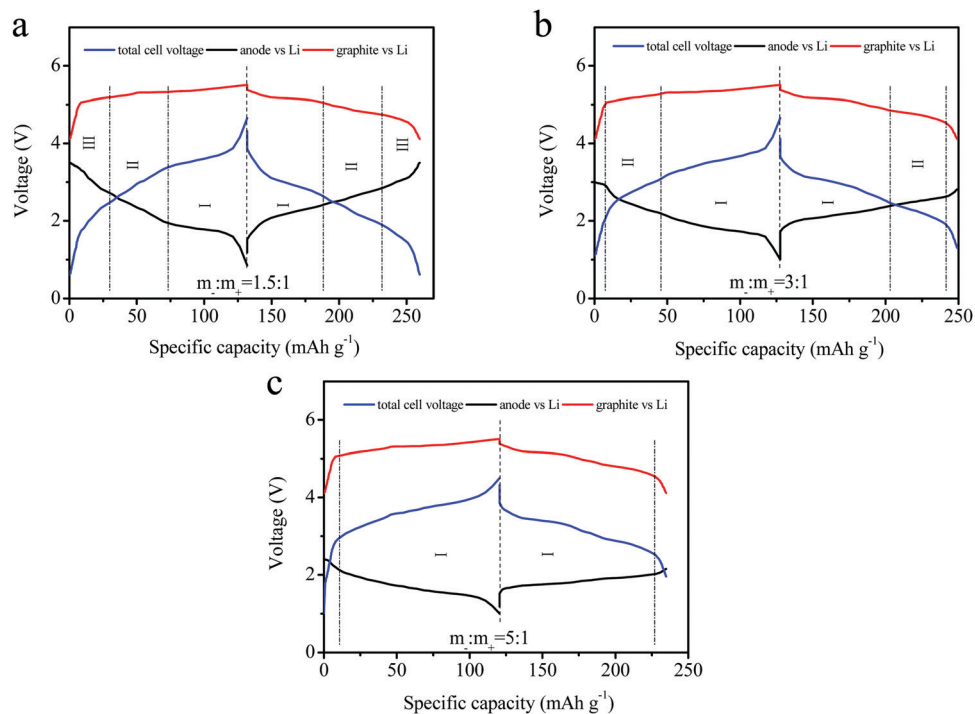 a
total cell voltage anode vs Li graphite vs Li
Voltage (V)
6
4
2
0
III II I I II III
m-:m+=1.5:1
0 50 100 150 200 250
Specific capacity (mAh g-1)
b
total cell voltage anode vs Li graphite vs Li
Voltage (V)
6
4
2
0
II I I II
m-:m+=3:1
0 50 100 150 200 250
Specific capacity (mAh g-1)
c
total cell voltage anode vs Li graphite vs Li
Voltage (V)
6
4
2
0
I I
m-:m+=5:1
0 50 100 150 200 250
Specific capacity (mAh g-1)